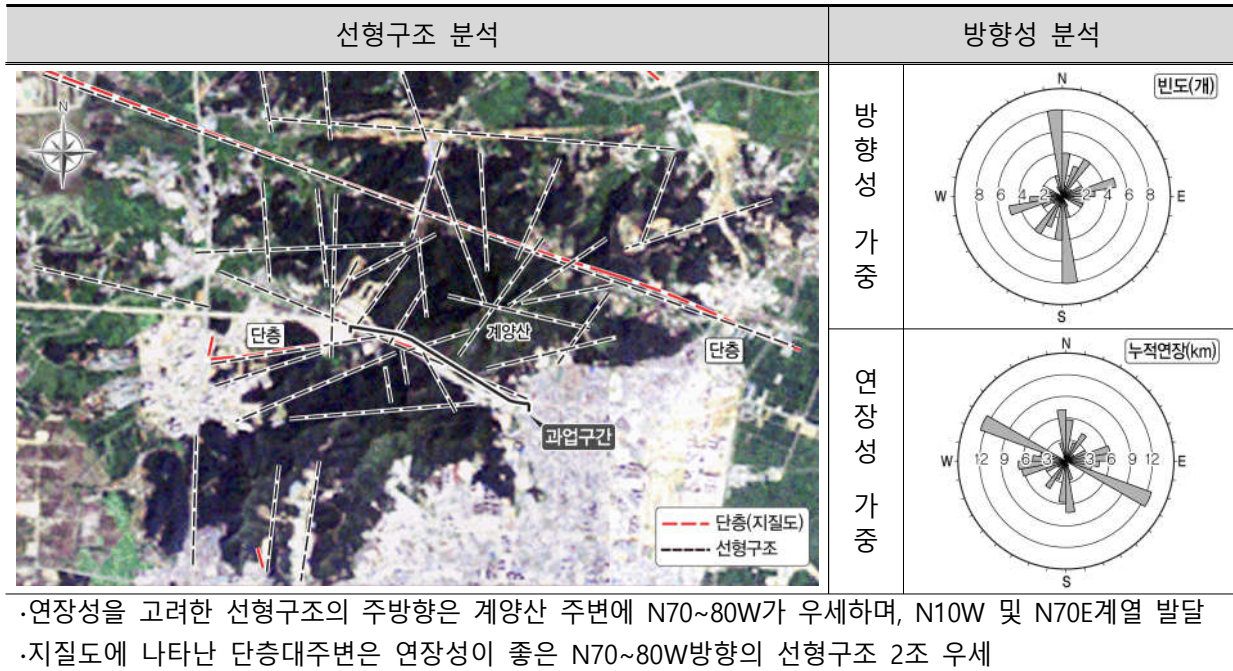 선형구조 분석
방향성 분석
N
단층
계양산
단층
과업구간
단층(지질도)
선형구조
방향성 가중
빈도(개)
N
W 8 6 4 2 2 4 6 8 E
S
연장성 가중
누적연장(km)
N
W 12 9 6 3 3 6 9 12 E
S
·연장성을 고려한 선형구조의 주방향은 계양산 주변에 N70~80W가 우세하며, N10W 및 N70E계열 발달
·지질도에 나타난 단층대주변은 연장성이 좋은 N70~80W방향의 선형구조 2조 우세